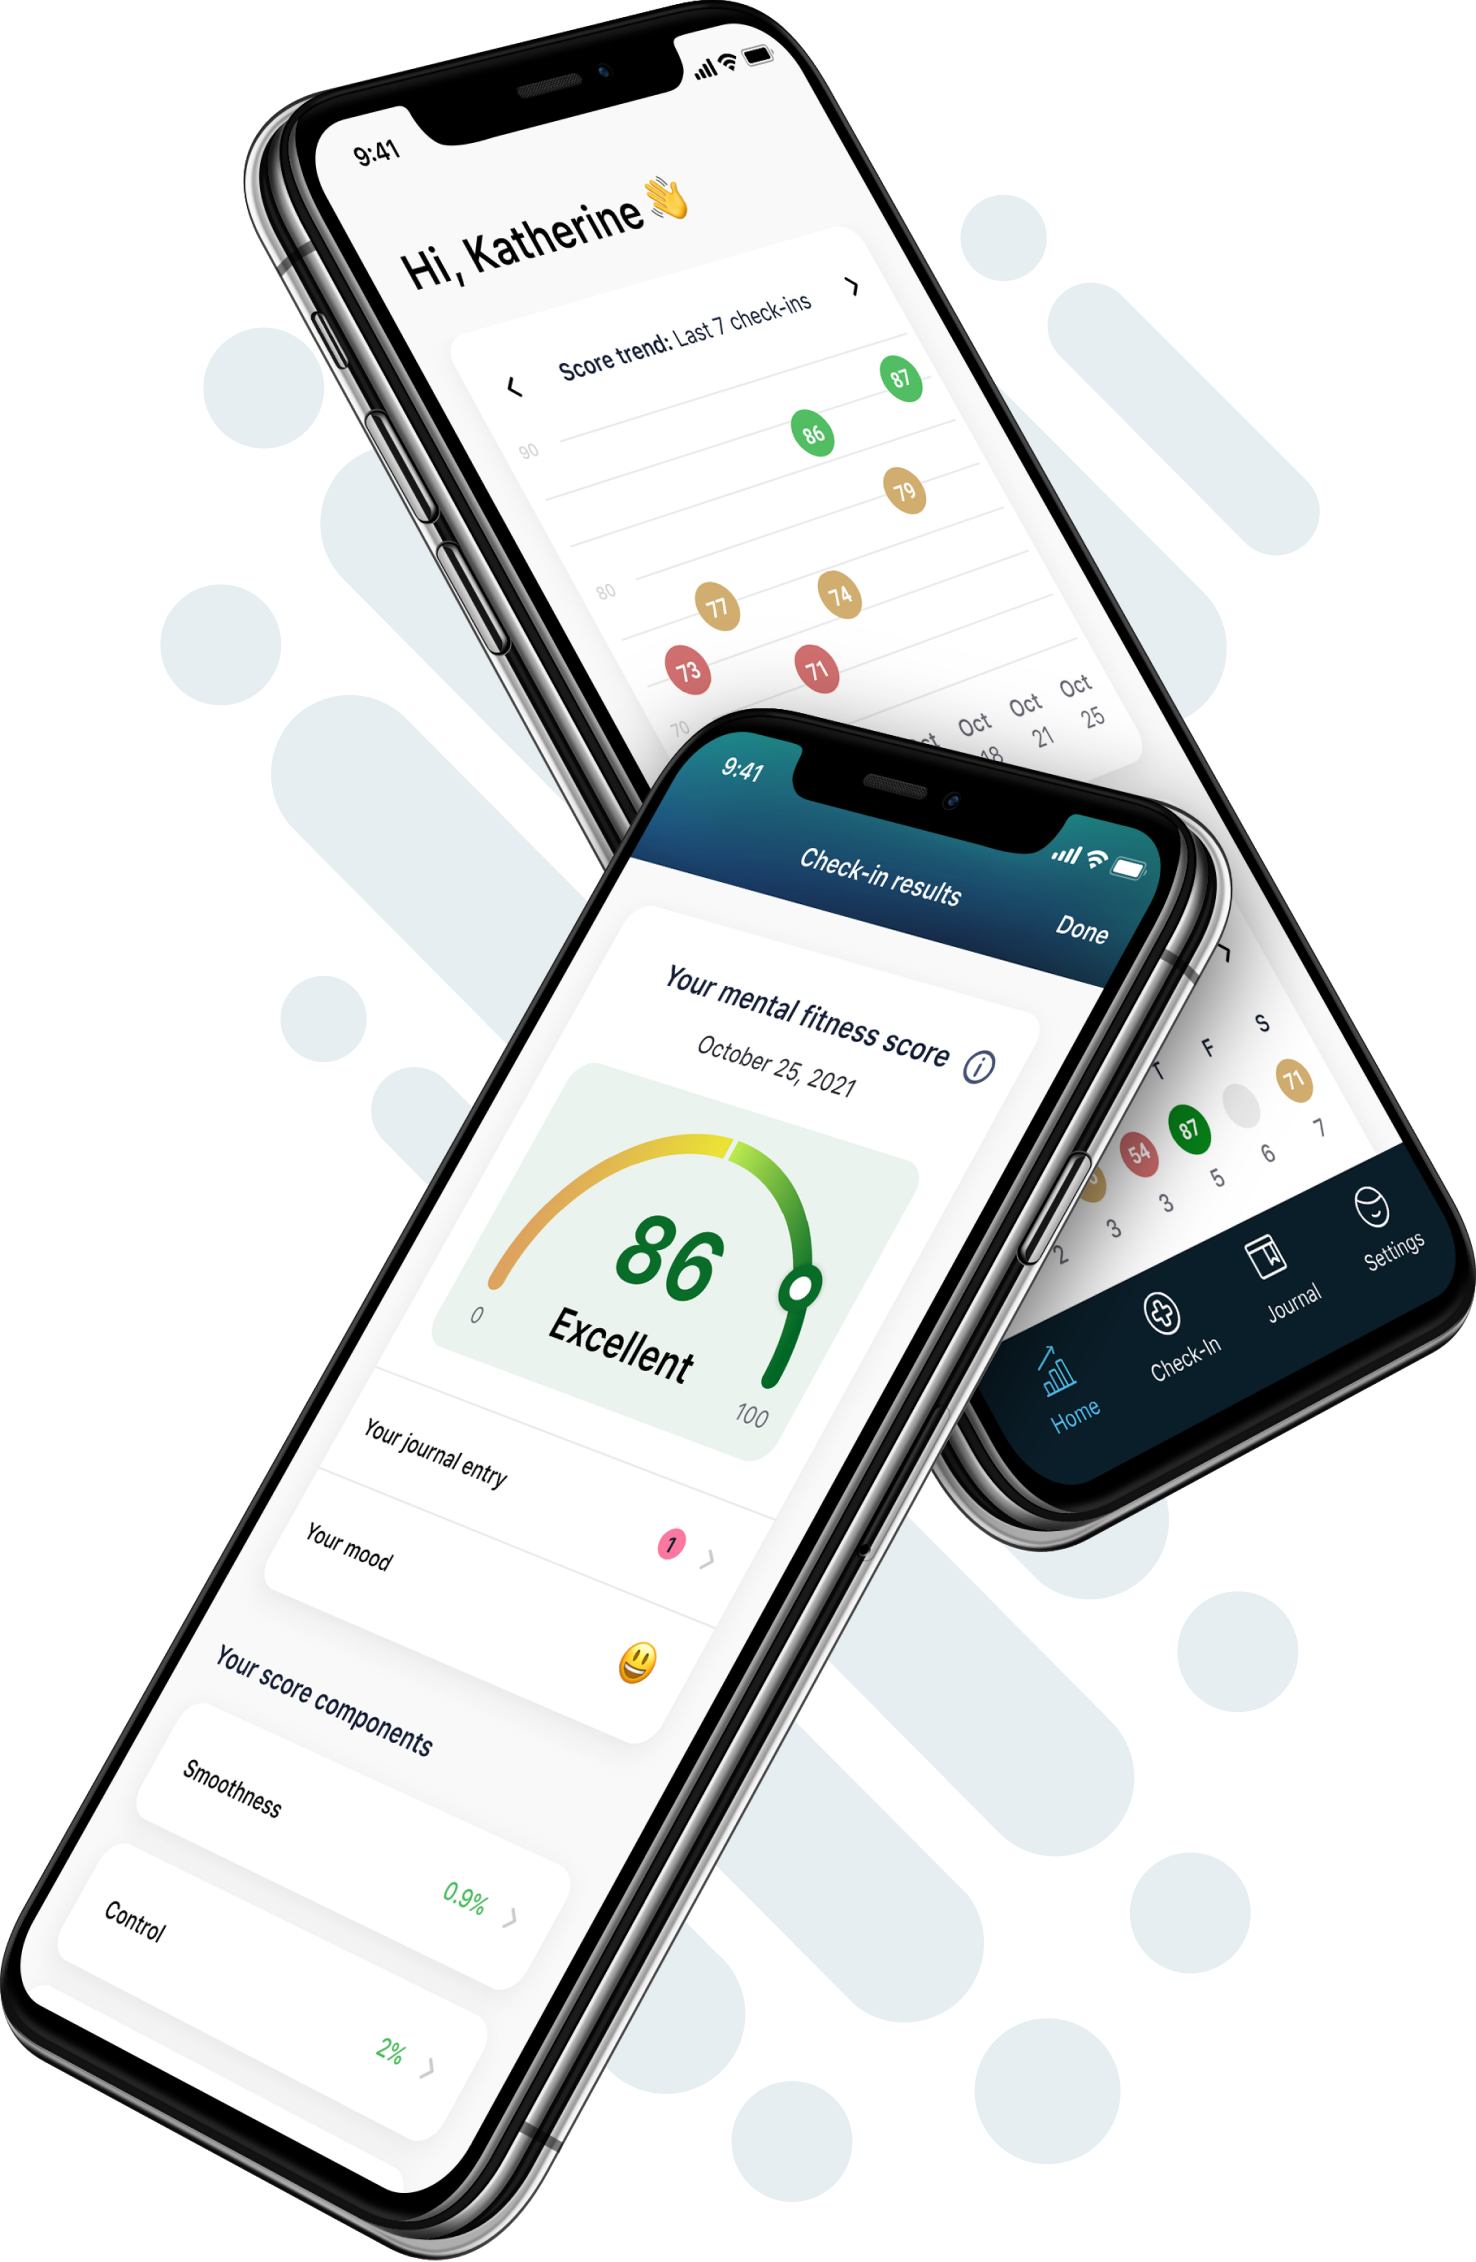 9:41
Hi, Katherine 👋
Score trend: Last 7 check-ins
90
87
86
79
80
77
74
73
71
70
Oct Oct Oct
18 21 25
S
F
T
71
87
54
2 3 3 5 6 7
Home
Check-In
Journal
Settings
9:41
Check-in results
Done
Your mental fitness score
October 25, 2021
86
Excellent
0
100
Your journal entry
1
Your mood
Your score components
Smoothness
0.9%
Control
2%